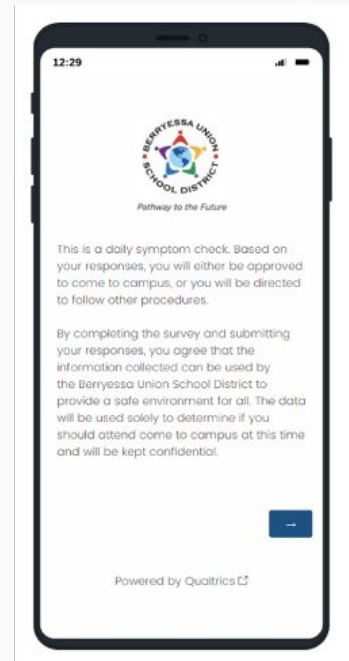 12:29
BERRYESSA UNION
SCHOOL DISTRICT
Pathway to the Future
This is a daily symptom check. Based on
your responses, you will either be approved
to come to campus, or you will be directed
to follow other procedures.
By completing the survey and submitting
your responses, you agree that the
information collected can be used by
the Berryessa Union School District to
provide a safe environment for all. The data
will be used solely to determine if you
should attend come to campus at this time
and will be kept confidential.
→
Powered by Qualtrics